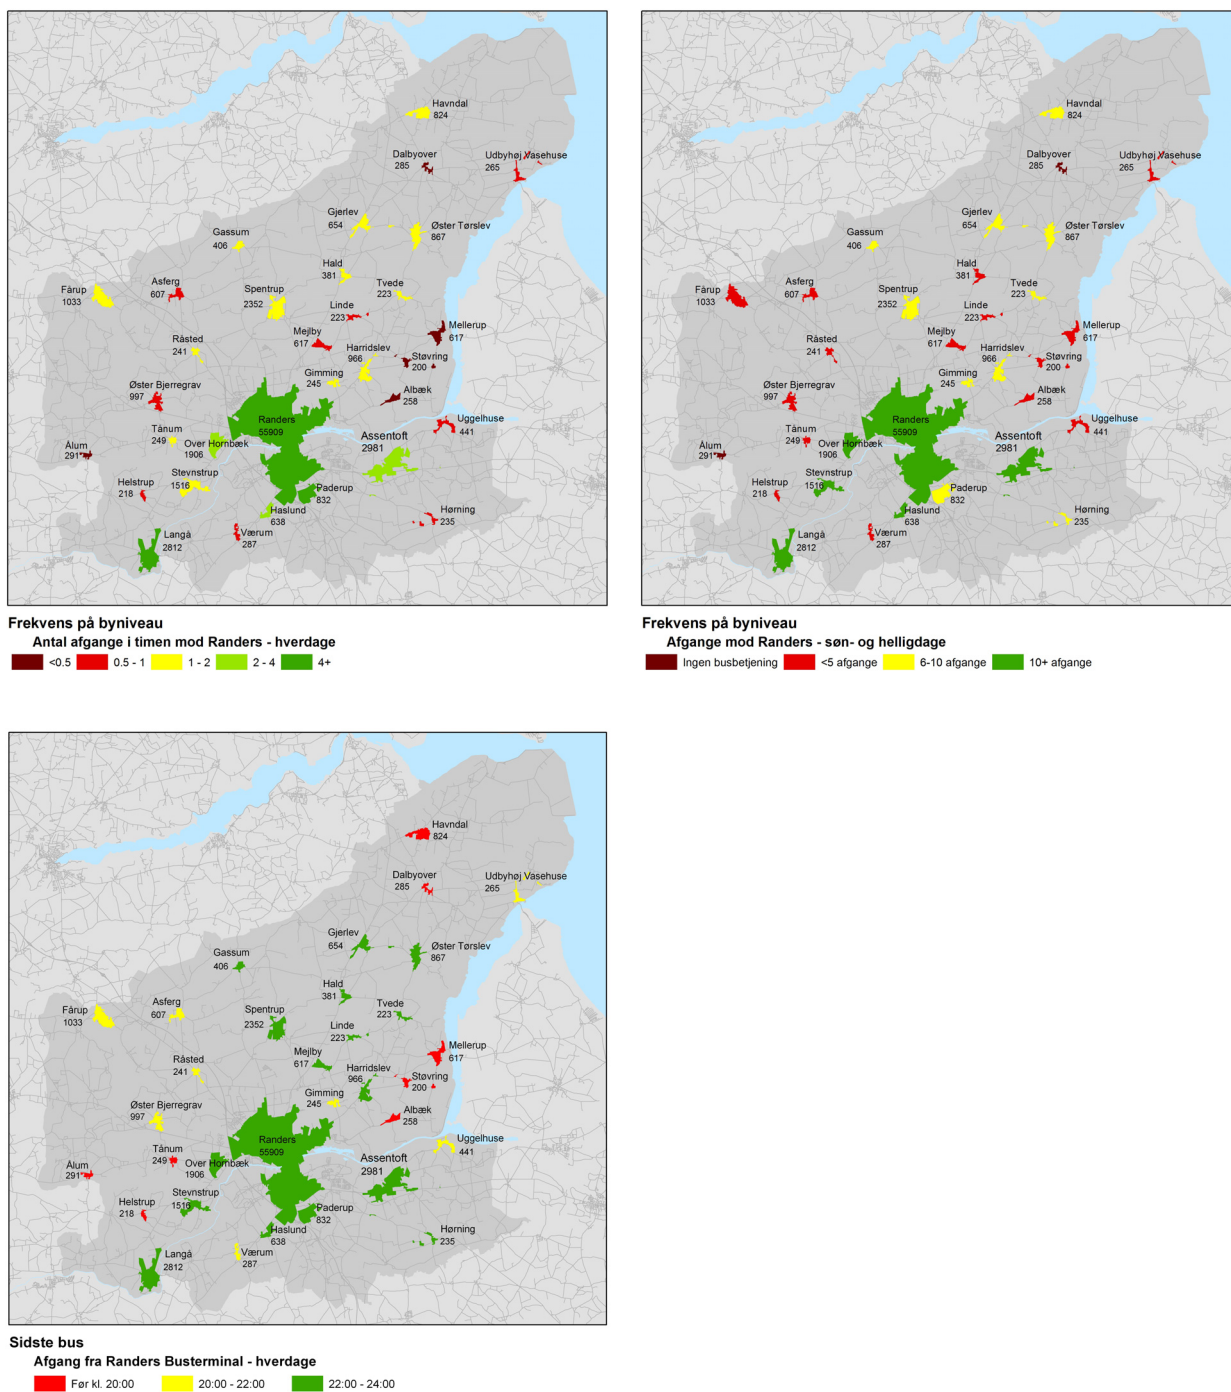 Havndal
824
Dalbyover
285
Udbyhøj Vasehuse
265
Gjerlev
654
Øster Tørslev
867
Gassum
406
Hald
381
Tvede
223
Fårup
1033
Asferg
607
Spentrup
2352
Linde
223
Mellerup
617
Mejlby
617
Råsted
241
Harridslev
966
Støvring
200
Gimming
245
Albæk
258
Øster Bjerregrav
997
Randers
55909
Uggelhuse
441
Tånum
249
Over Hornbæk
1906
Assentoft
2981
Ålum
291
Stevnstrup
1516
Helstrup
218
Paderup
832
Haslund
638
Hørning
235
Værum
287
Langå
2812
Frekvens på byniveau
Antal afgange i timen mod Randers - hverdage
<0.5 0.5 - 1 1 - 2 2 - 4 4+
Havndal
824
Dalbyover
285
Udbyhøj Vasehuse
265
Gjerlev
654
Øster Tørslev
867
Gassum
406
Hald
381
Tvede
223
Fårup
1033
Asferg
607
Spentrup
2352
Linde
223
Mellerup
617
Mejlby
617
Råsted
241
Harridslev
966
Støvring
200
Gimming
245
Albæk
258
Øster Bjerregrav
997
Randers
55909
Uggelhuse
441
Tånum
249
Over Hornbæk
1906
Assentoft
2981
Ålum
291
Stevnstrup
1516
Helstrup
218
Paderup
832
Haslund
638
Hørning
235
Værum
287
Langå
2812
Frekvens på byniveau
Afgange mod Randers - søn- og helligdage
Ingen busbetjening <5 afgange 6-10 afgange 10+ afgange
Havndal
824
Dalbyover
285
Udbyhøj Vasehuse
265
Gjerlev
654
Øster Tørslev
867
Gassum
406
Hald
381
Tvede
223
Fårup
1033
Asferg
607
Spentrup
2352
Linde
223
Mellerup
617
Mejlby
617
Råsted
241
Harridslev
966
Støvring
200
Gimming
245
Albæk
258
Øster Bjerregrav
997
Randers
55909
Uggelhuse
441
Tånum
249
Over Hornbæk
1906
Assentoft
2981
Ålum
291
Stevnstrup
1516
Helstrup
218
Paderup
832
Haslund
638
Hørning
235
Værum
287
Langå
2812
Sidste bus
Afgang fra Randers Busterminal - hverdage
Før kl. 20:00 20:00 - 22:00 22:00 - 24:00